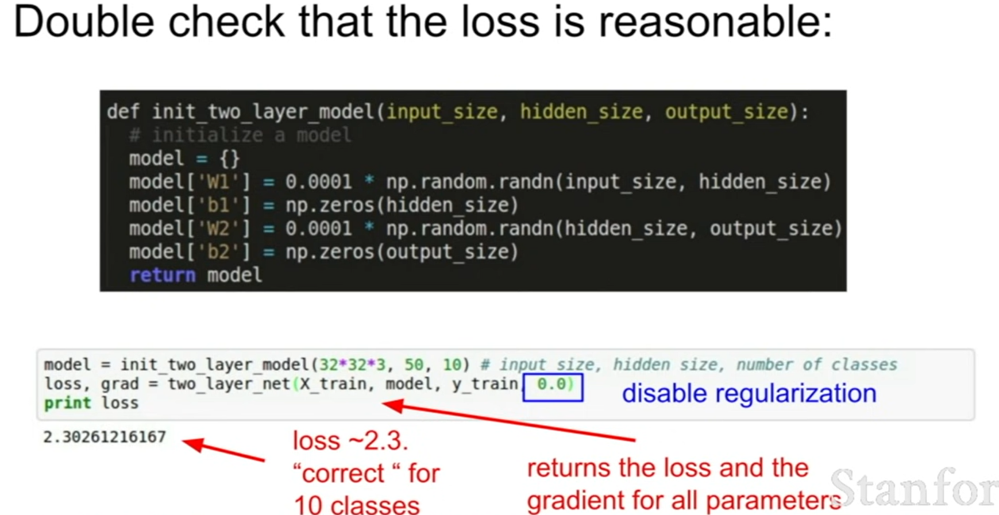 Double check that the loss is reasonable:
def init_two_layer_model(input_size, hidden_size, output_size):
# initialize a model
model = {}
model['W1'] = 0.0001 * np.random.randn(input_size, hidden_size)
model['b1'] = np.zeros(hidden_size)
model['W2'] = 0.0001 * np.random.randn(hidden_size, output_size)
model['b2'] = np.zeros(output_size)
return model
model = init_two_layer_model(32*32*3, 50, 10) # input size, hidden size, number of classes
loss, grad = two_layer_net(X_train, model, y_train, 0.0)
disable regularization
print loss
2.30261216167
loss ~2.3.
“correct “ for
10 classes
returns the loss and the
gradient for all parameters
Stanfor